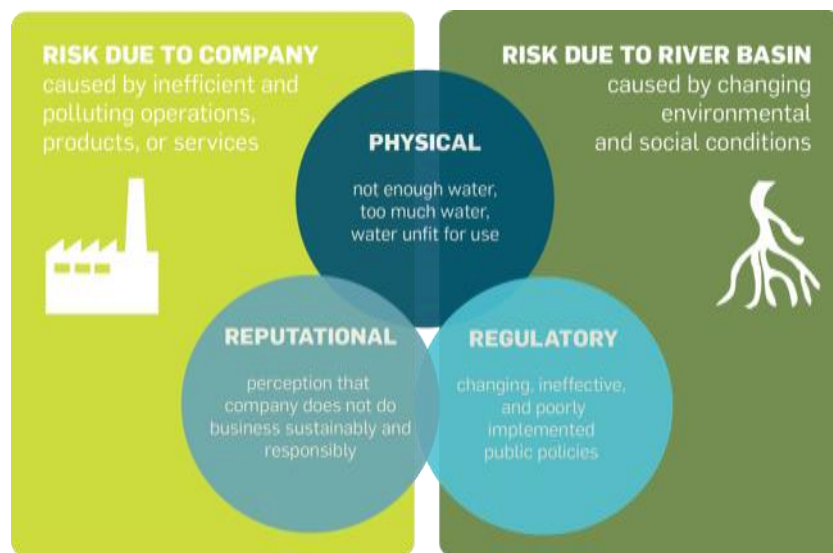 RISK DUE TO COMPANY
caused by inefficient and
polluting operations,
products, or services
RISK DUE TO RIVER BASIN
caused by changing
environmental
and social conditions
PHYSICAL
not enough water,
too much water,
water unfit for use
REPUTATIONAL
perception that
company does not do
business sustainably and
responsibly
REGULATORY
changing, ineffective,
and poorly
implemented
public policies